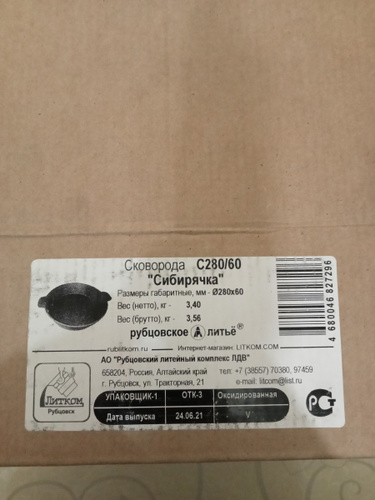 Сковорода С280/60
"Сибирячка"
Размеры габаритные, мм - Ø280х60
Вес (нетто), кг - 3,40
Вес (брутто), кг - 3,56
рубцовское ЛИТЬЁ®
rublitkom.ru Интернет-магазин LITKOM.COM
АО "Рубцовский литейный комплекс ЛДВ"
658204, Россия, Алтайский край
г. Рубцовск, ул. Тракторная, 21
тел. +7 (38557) 70380, 97459
e-mail: litcom@list.ru
ЛИТКОМ
Рубцовск
УПАКОВЩИК-1 ОТК-3 Оксидированная
Дата выпуска 24.06.21 V
4 680046 827296
РСТ